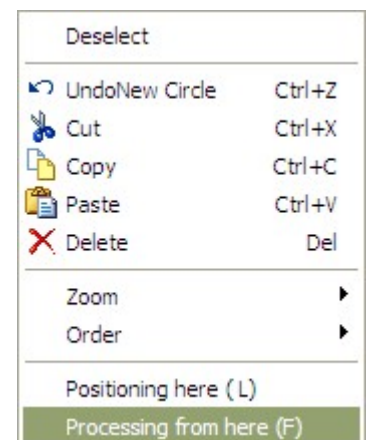 Deselect
UndoNew Circle Ctrl+Z
Cut Ctrl+X
Copy Ctrl+C
Paste Ctrl+V
Delete Del
Zoom
Order
Positioning here (L)
Processing from here (F)